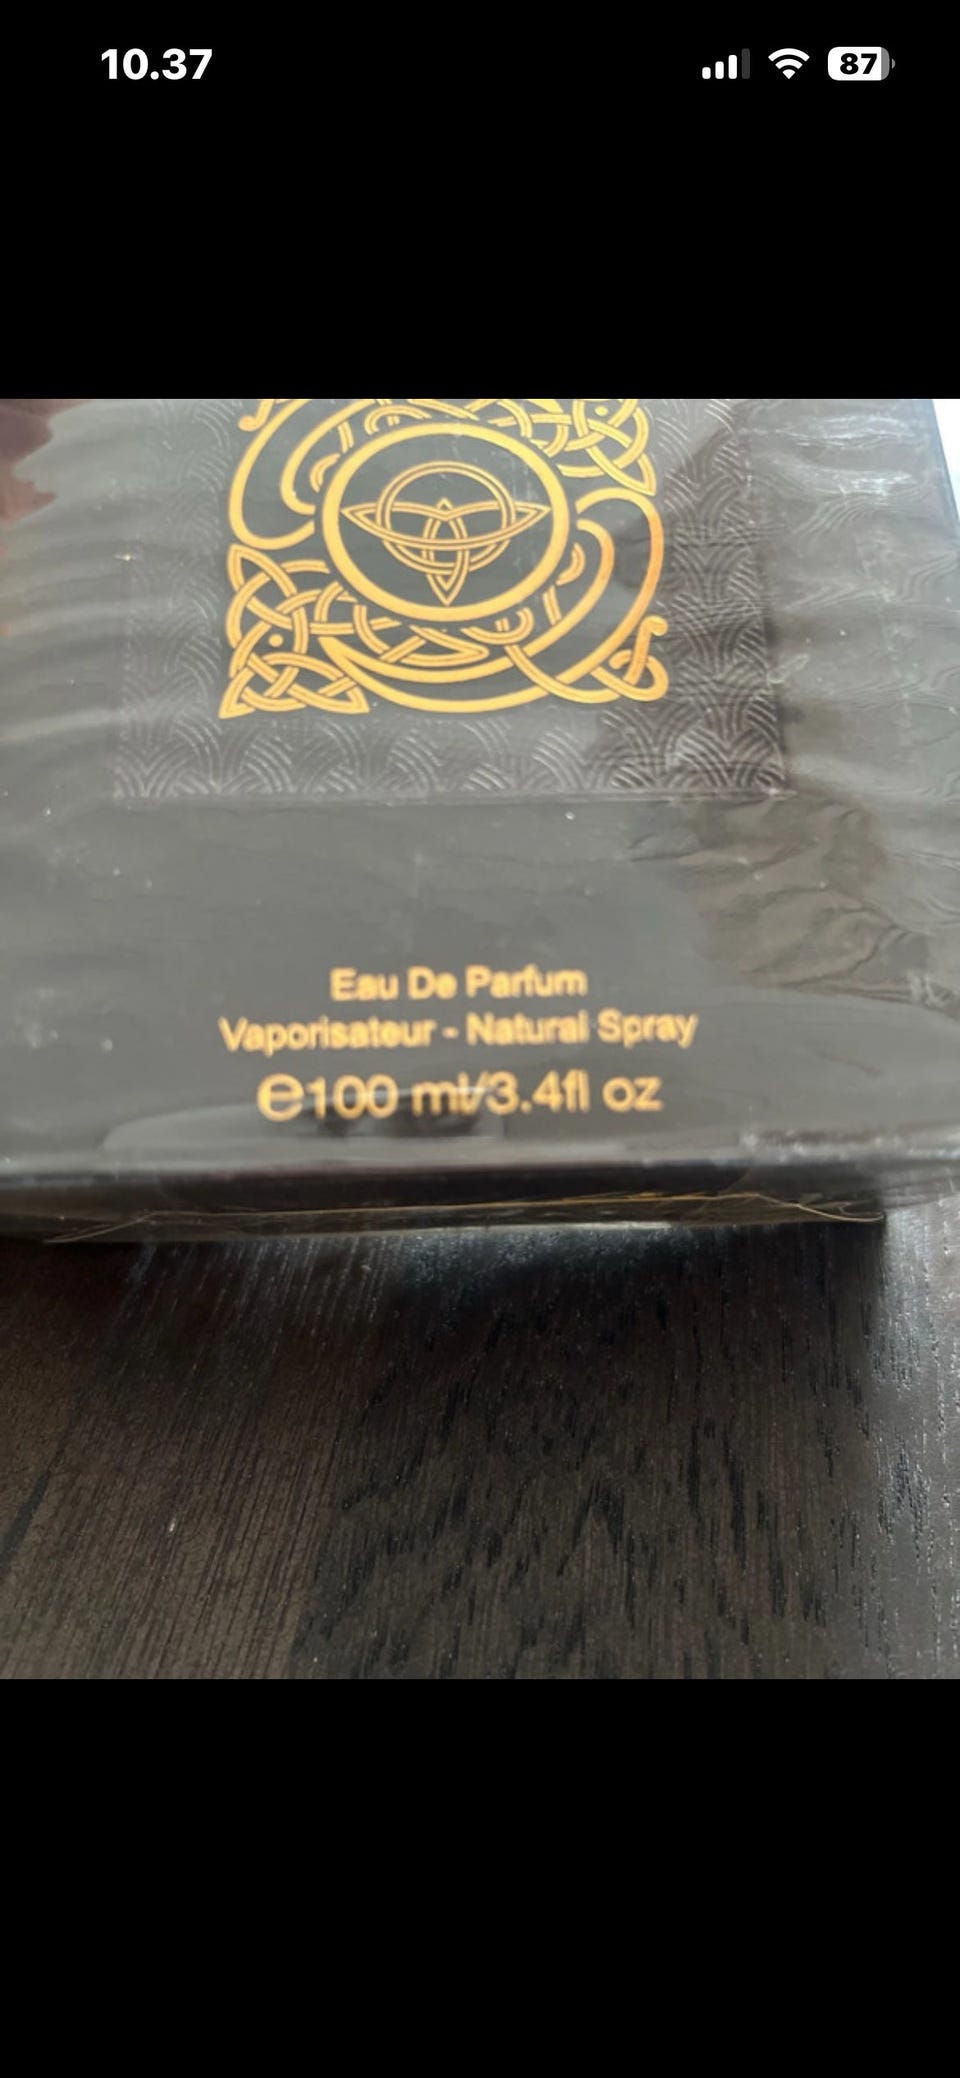 10.37
87
Eau De Parfum
Vaporisateur - Natural Spray
℮100 ml/3.4fl oz